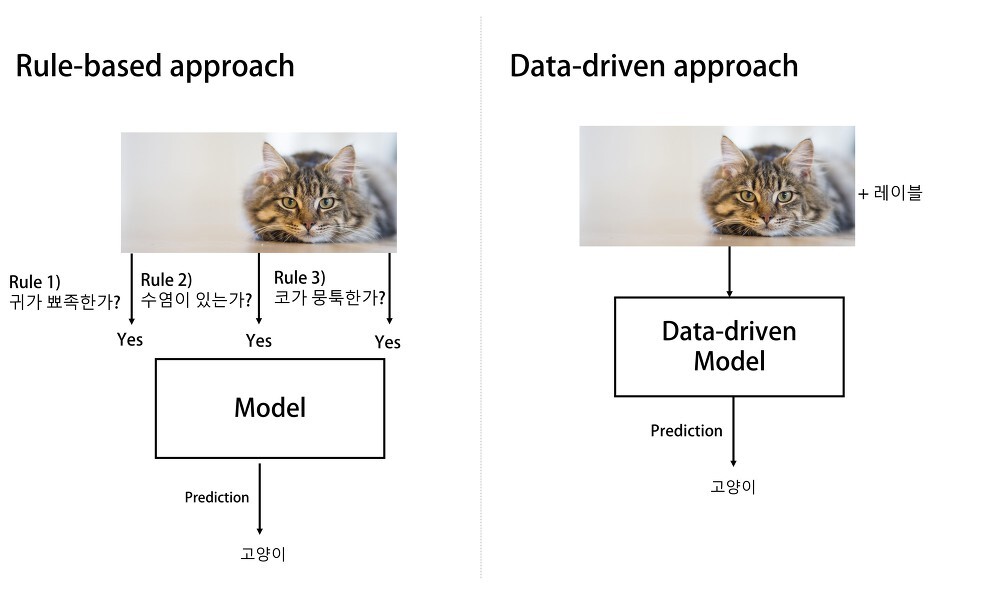 Rule-based approach
Rule 1)
귀가 뾰족한가?
Rule 2)
수염이 있는가?
Rule 3)
코가 뭉툭한가?
Yes
Yes
Yes
Model
Prediction
고양이
Data-driven approach
+ 레이블
Data-driven
Model
Prediction
고양이